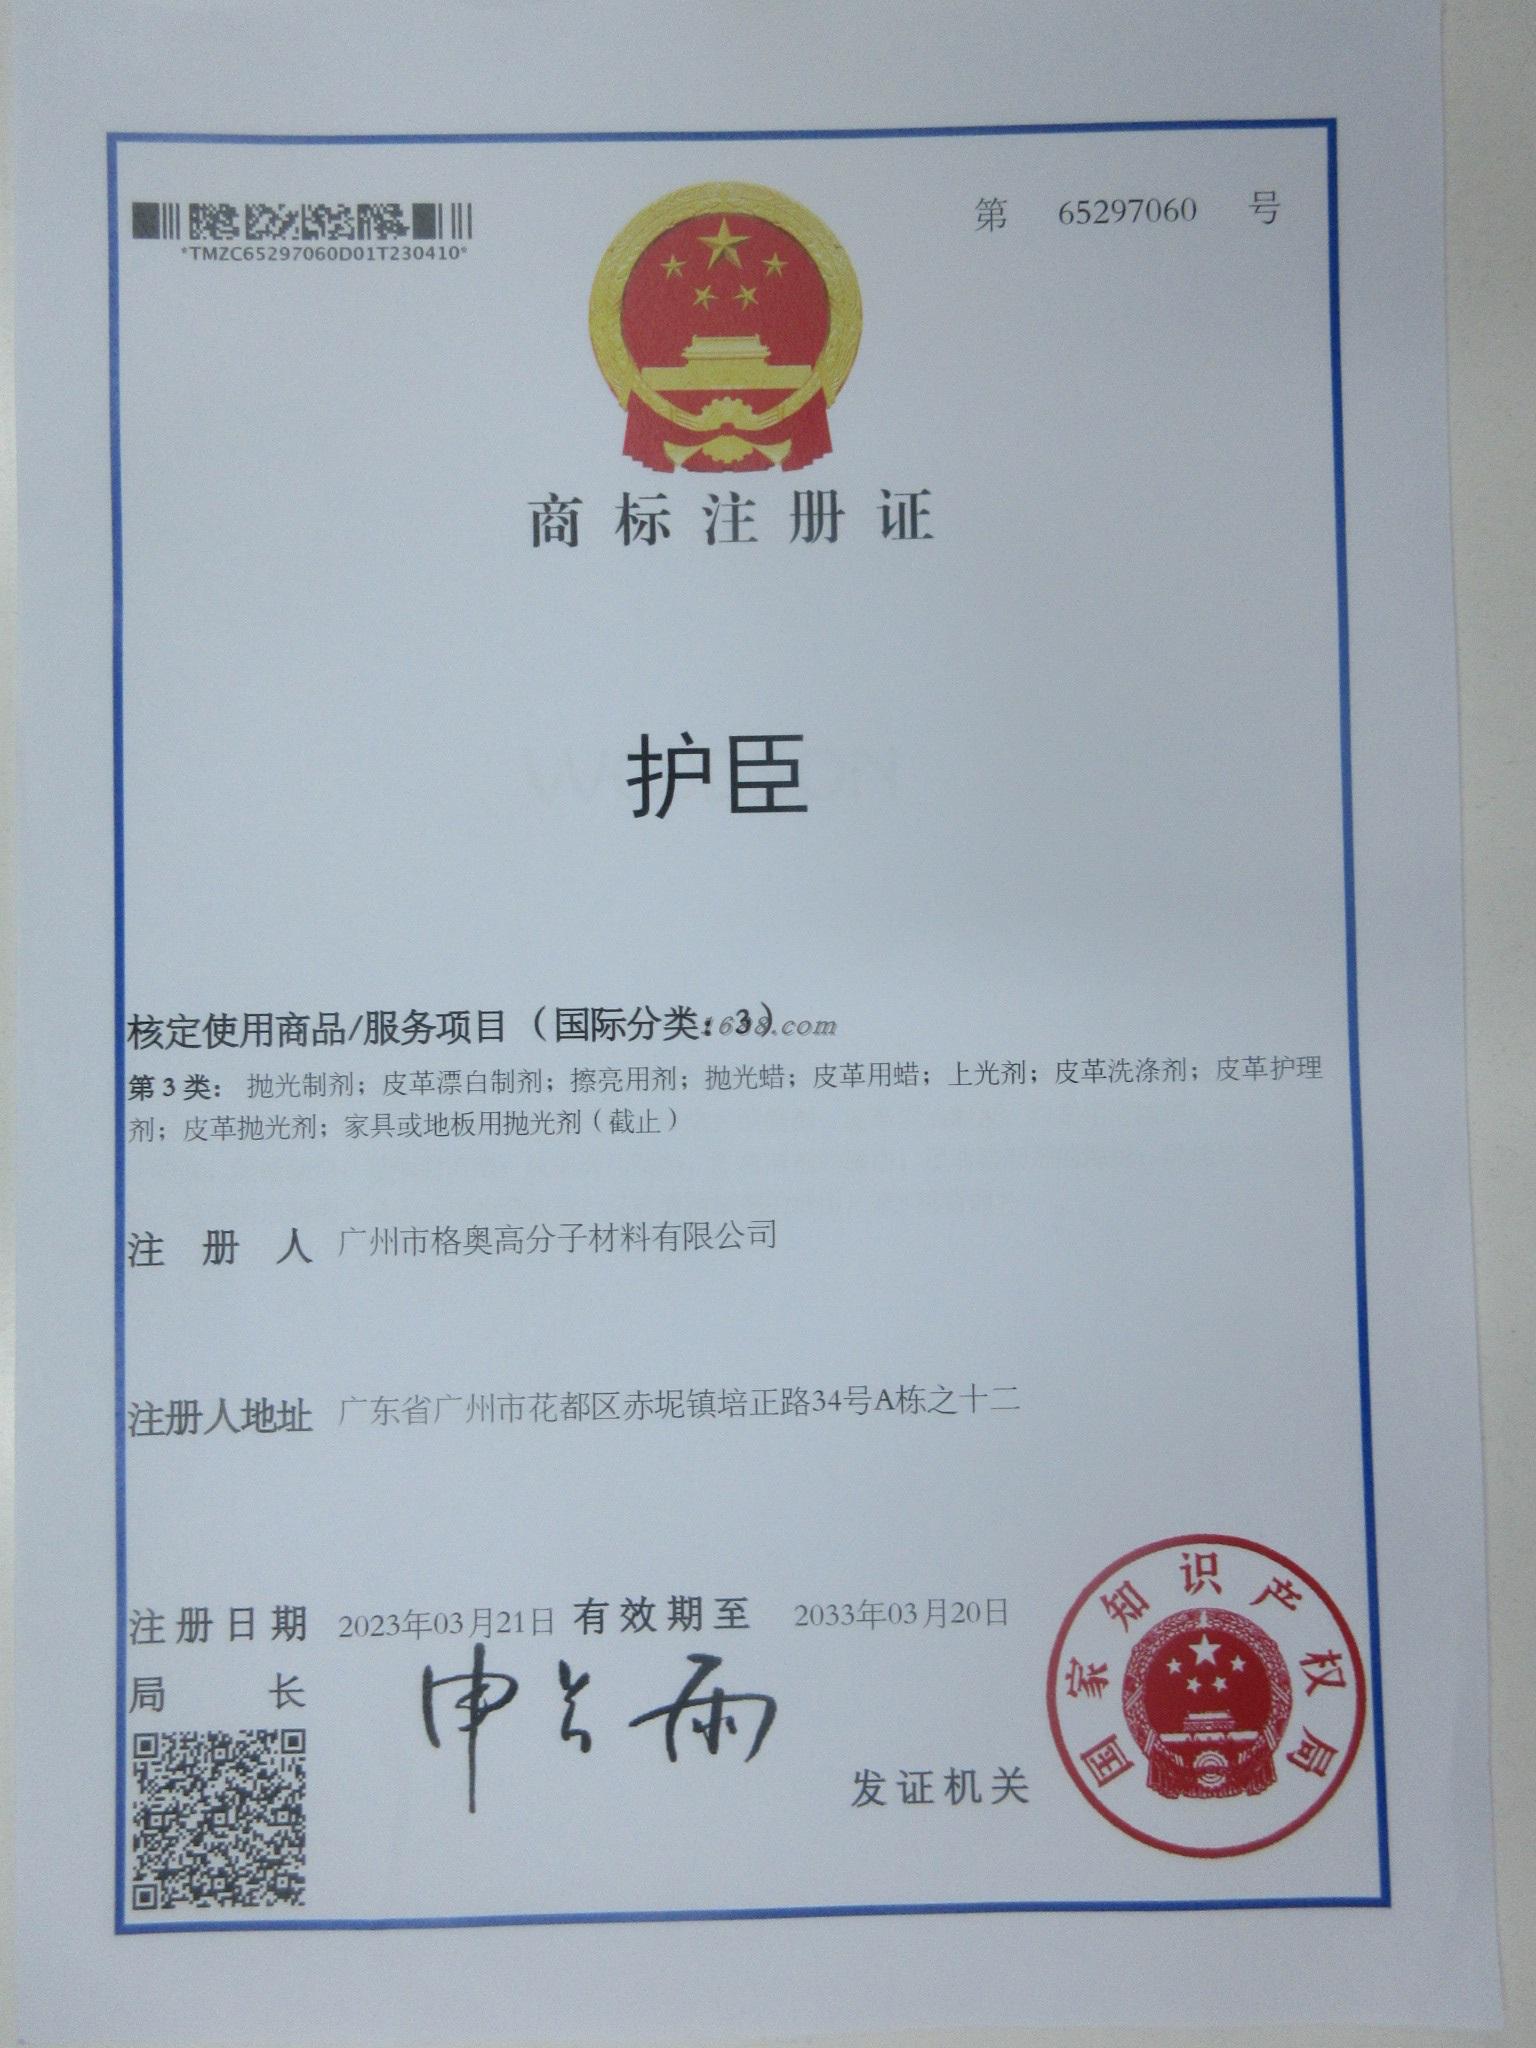 第 65297060 号
*TMZC65297060D01T230410*
商标注册证
护臣
核定使用商品/服务项目（国际分类：3）
1688.com
第3类： 抛光制剂；皮革漂白制剂；擦亮用剂；抛光蜡；皮革用蜡；上光剂；皮革洗涤剂；皮革护理
剂；皮革抛光剂；家具或地板用抛光剂（截止）
注册人 广州市格奥高分子材料有限公司
注册人地址 广东省广州市花都区赤坭镇培正路34号A栋之十二
注册日期 2023年03月21日 有效期至 2033年03月20日
局长 申长雨
发证机关
国家知识产权局